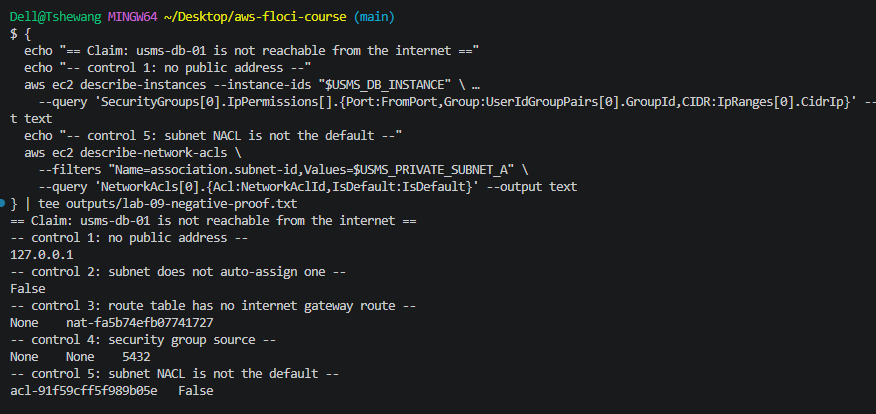 Dell@Tshewang MINGW64 ~/Desktop/aws-floci-course (main)
$ {
  echo "== Claim: usms-db-01 is not reachable from the internet =="
  echo "-- control 1: no public address --"
  aws ec2 describe-instances --instance-ids "$USMS_DB_INSTANCE" \ …
    --query 'SecurityGroups[0].IpPermissions[].{Port:FromPort,Group:UserIdGroupPairs[0].GroupId,CIDR:IpRanges[0].CidrIp}' --
t text
  echo "-- control 5: subnet NACL is not the default --"
  aws ec2 describe-network-acls \
    --filters "Name=association.subnet-id,Values=$USMS_PRIVATE_SUBNET_A" \
    --query 'NetworkAcls[0].{Acl:NetworkAclId,IsDefault:IsDefault}' --output text
} | tee outputs/lab-09-negative-proof.txt
== Claim: usms-db-01 is not reachable from the internet ==
-- control 1: no public address --
127.0.0.1
-- control 2: subnet does not auto-assign one --
False
-- control 3: route table has no internet gateway route --
None    nat-fa5b74efb07741727
-- control 4: security group source --
None    None    5432
-- control 5: subnet NACL is not the default --
acl-91f59cff5f989b05e   False